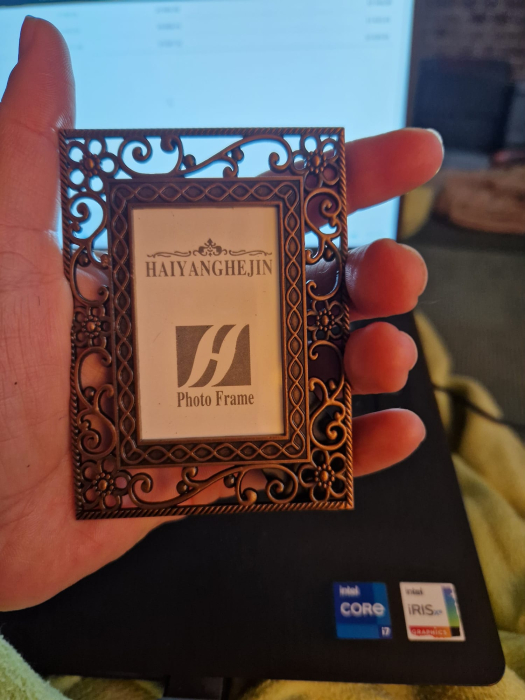 HAIYANGHEJIN
H
Photo Frame
intel
CORE
i7
intel
iRIS xe
GRAPHICS